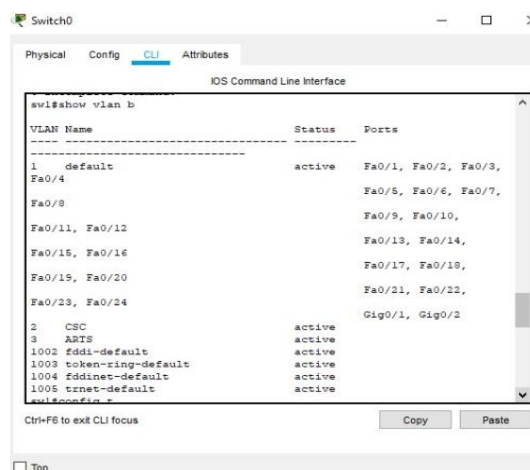 Switch0
Physical Config CLI Attributes
IOS Command Line Interface
sw1#show vlan b
VLAN Name Status Ports
---- -------------------------------- ---------
-------------------------------
1 default active Fa0/1, Fa0/2, Fa0/3,
Fa0/4
Fa0/5, Fa0/6, Fa0/7,
Fa0/8
Fa0/9, Fa0/10,
Fa0/11, Fa0/12
Fa0/13, Fa0/14,
Fa0/15, Fa0/16
Fa0/17, Fa0/18,
Fa0/19, Fa0/20
Fa0/21, Fa0/22,
Fa0/23, Fa0/24
Gig0/1, Gig0/2
2 CSC active
3 ARTS active
1002 fddi-default active
1003 token-ring-default active
1004 fddinet-default active
1005 trnet-default active
sw1#config t
Ctrl+F6 to exit CLI focus
Copy Paste
Top